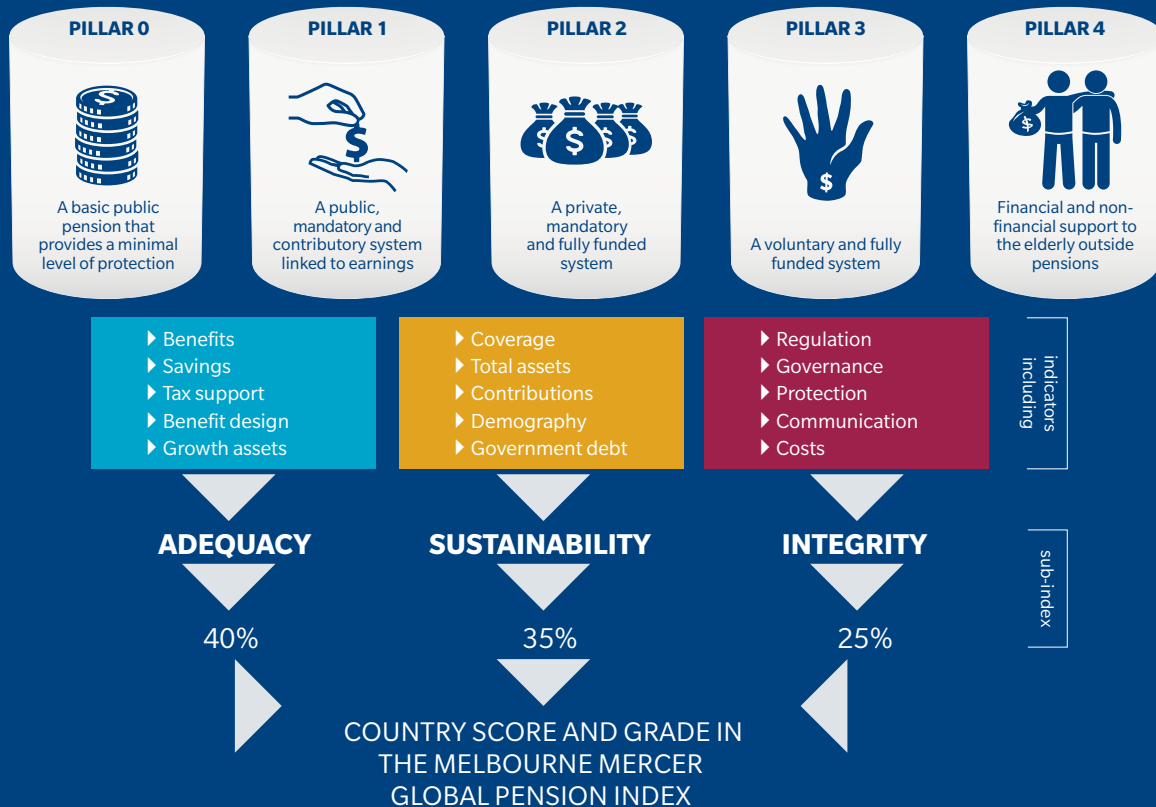 PILLAR 0
$
A basic public
pension that
provides a minimal
level of protection
PILLAR 1
$
A public,
mandatory and
contributory system
linked to earnings
PILLAR 2
$ $ $ $
A private,
mandatory
and fully funded
system
PILLAR 3
$
A voluntary and fully
funded system
PILLAR 4
$
Financial and non-
financial support to
the elderly outside
pensions
Benefits
Savings
Tax support
Benefit design
Growth assets
Coverage
Total assets
Contributions
Demography
Government debt
Regulation
Governance
Protection
Communication
Costs
indicators
including
ADEQUACY
SUSTAINABILITY
INTEGRITY
sub-index
40%
35%
25%
COUNTRY SCORE AND GRADE IN
THE MELBOURNE MERCER
GLOBAL PENSION INDEX